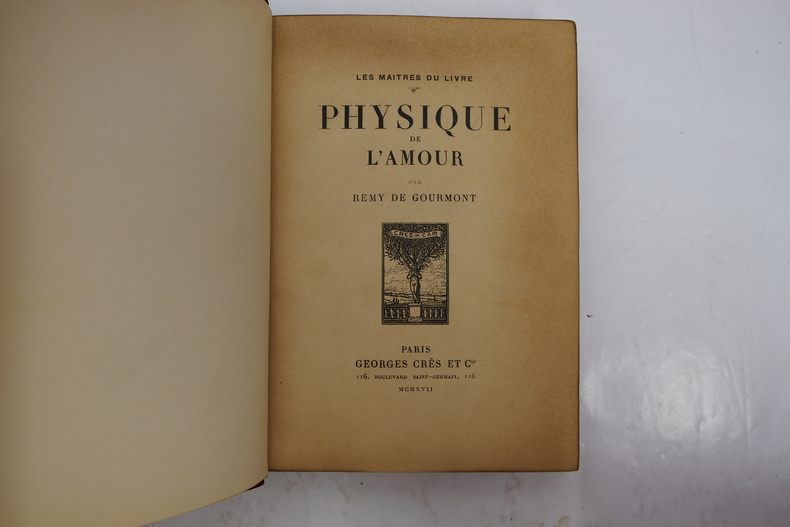 LES MAITRES DU LIVRE
PHYSIQUE
DE
L'AMOUR
PAR
REMY DE GOURMONT
PARIS
GEORGES CRÈS ET Cie
116, BOULEVARD SAINT-GERMAIN, 116
MCMXVII